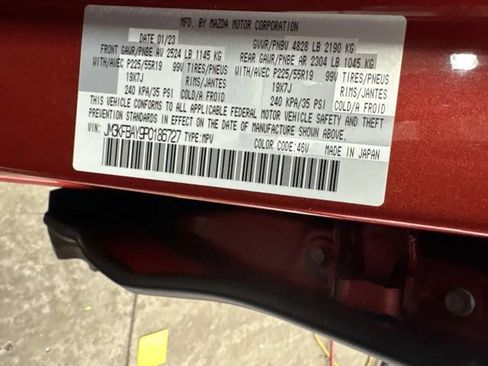 MFD. BY MAZDA MOTOR CORPORATION
DATE 01/23 GVWR/PNBV 4828 LB 2190 KG
FRONT GAWR/PNBE AV 2524 LB 1145 KG REAR GAWR/PNBE AR 2304 LB 1045 KG
WITH/AVEC P225/55R19 99V TIRES/PNEUS WITH/AVEC P225/55R19 99V TIRES/PNEUS
19X7J RIMS/JANTES 19X7J RIMS/JANTES
240 KPA/35 PSI COLD/A FROID 240 KPA/35 PSI COLD/A FROID
THIS VEHICLE CONFORMS TO ALL APPLICABLE FEDERAL MOTOR VEHICLE SAFETY AND THEFT
PREVENTION STANDARDS IN EFFECT ON THE DATE OF MANUFACTURE SHOWN ABOVE.
VIN: JM3KFBAY9P0186727 TYPE:MPV COLOR CODE:46V MADE IN JAPAN